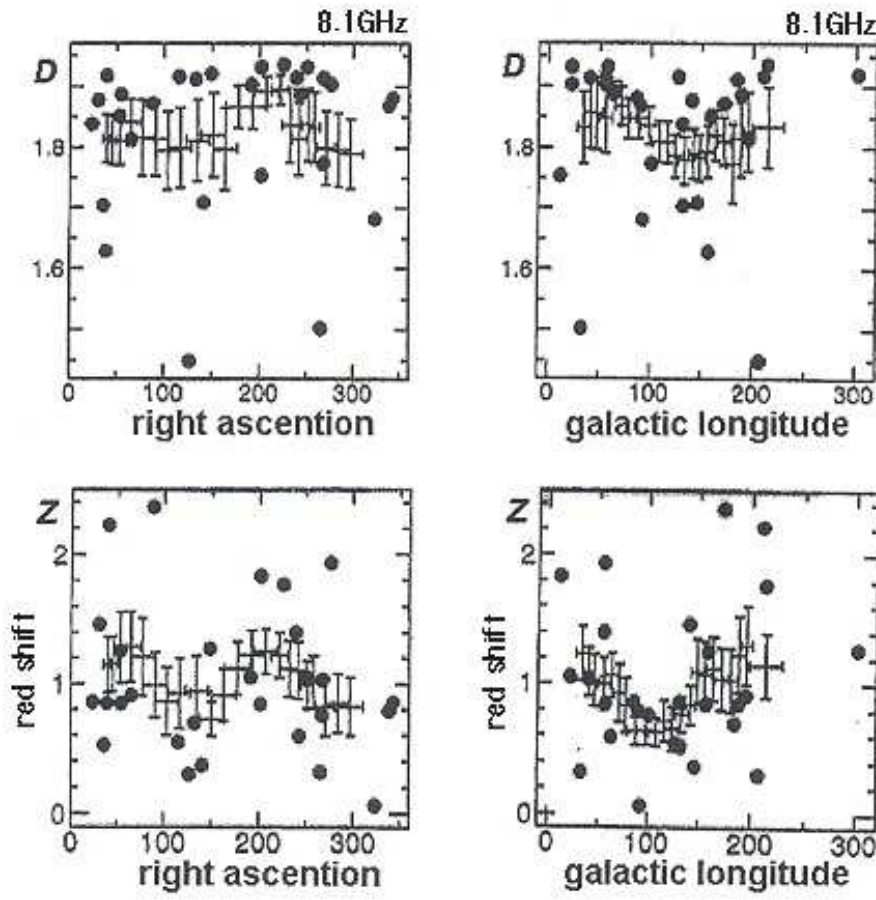 8.1GHz 8.1GHz
D D
1.8 1.8
1.6 1.6
0 100 200 300 0 100 200 300
right ascention galactic longitude
Z Z
2 2
red shift red shift
1 1
0 0
0 100 200 300 0 100 200 300
right ascention galactic longitude